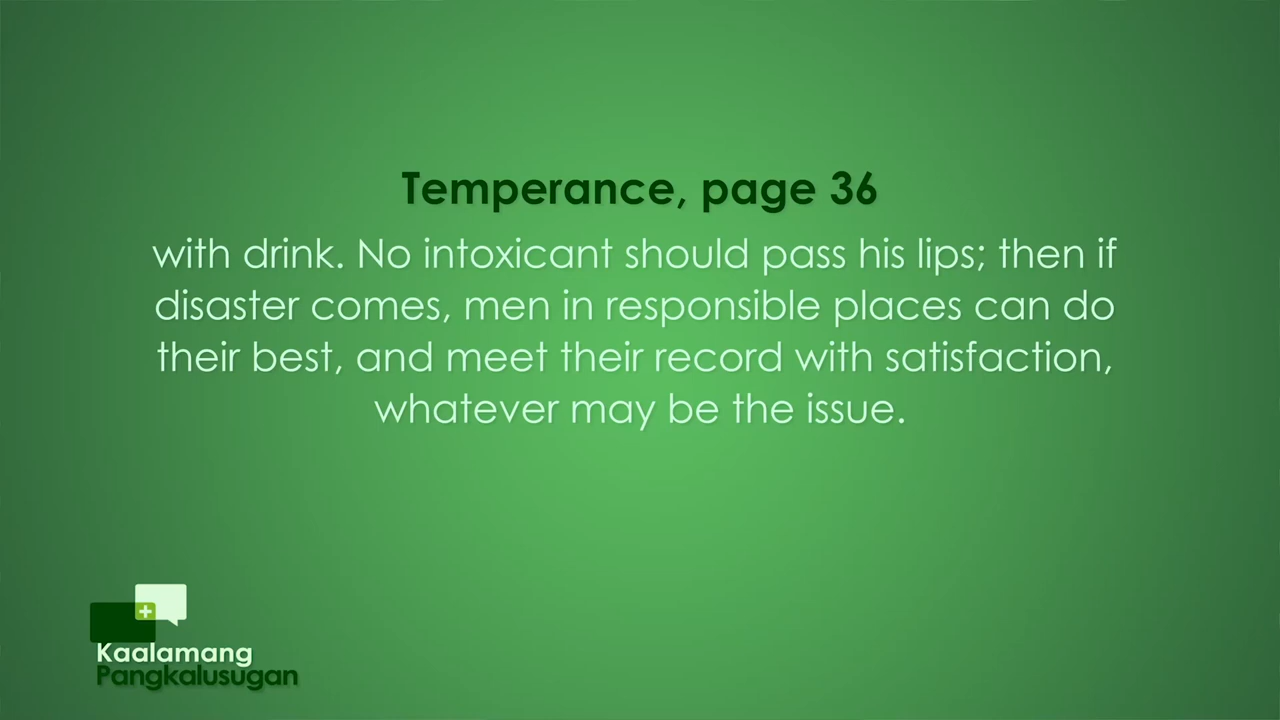 Temperance, page 36
with drink. No intoxicant should pass his lips; then if
disaster comes, men in responsible places can do
their best, and meet their record with satisfaction,
whatever may be the issue.
Kaalamang
Pangkalusugan